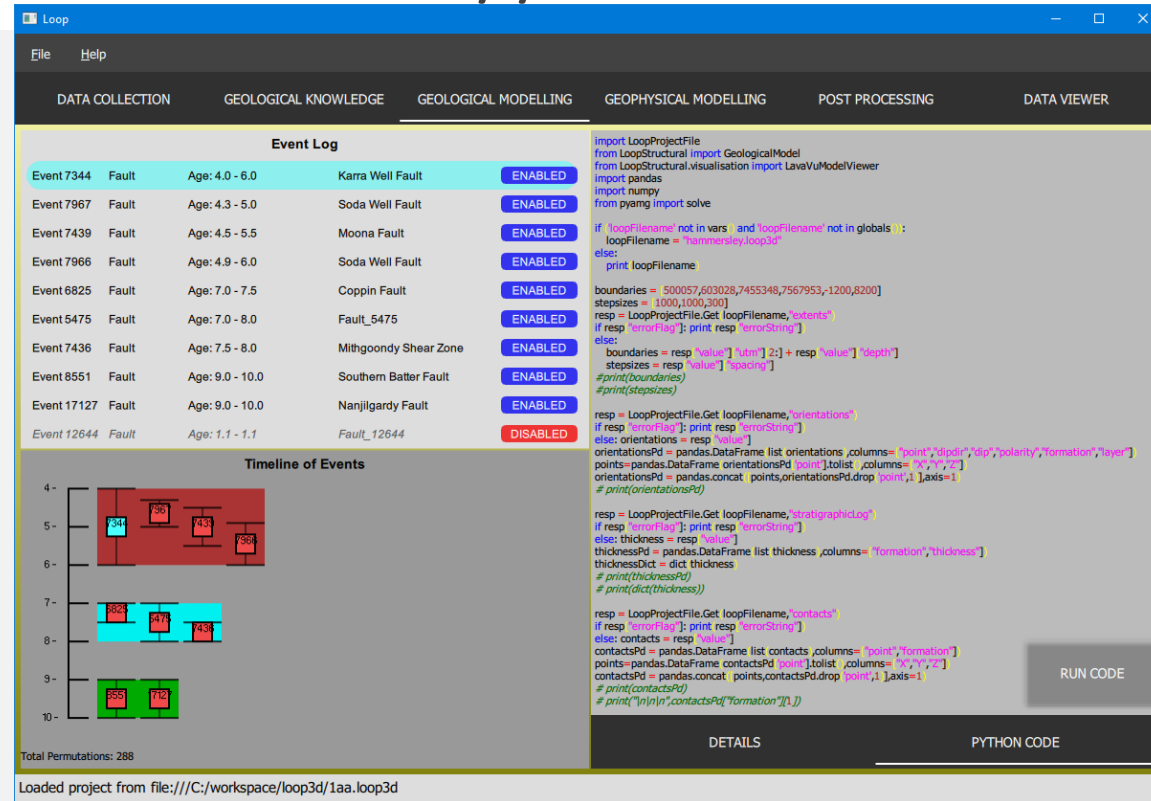 Loop
File Help
DATA COLLECTION GEOLOGICAL KNOWLEDGE GEOLOGICAL MODELLING GEOPHYSICAL MODELLING POST PROCESSING DATA VIEWER
Event Log
Event 7344 Fault Age: 4.0 - 6.0 Karra Well Fault ENABLED
Event 7967 Fault Age: 4.3 - 5.0 Soda Well Fault ENABLED
Event 7439 Fault Age: 4.5 - 5.5 Moona Fault ENABLED
Event 7966 Fault Age: 4.9 - 6.0 Soda Well Fault ENABLED
Event 6825 Fault Age: 7.0 - 7.5 Coppin Fault ENABLED
Event 5475 Fault Age: 7.0 - 8.0 Fault_5475 ENABLED
Event 7436 Fault Age: 7.5 - 8.0 Mithgoondy Shear Zone ENABLED
Event 8551 Fault Age: 9.0 - 10.0 Southern Batter Fault ENABLED
Event 17127 Fault Age: 9.0 - 10.0 Nanjilgardy Fault ENABLED
Event 12644 Fault Age: 1.1 - 1.1 Fault_12644 DISABLED
Timeline of Events
4 -
7344 7967 7439
5 -
7966
6 -
7 -
6825 5475 7436
8 -
9 -
8551 1712
10 -
Total Permutations: 288
import LoopProjectFile
from LoopStructural import GeologicalModel
from LoopStructural.visualisation import LavaVuModelViewer
import pandas
import numpy
from pyamg import solve
if ('loopFilename' not in vars() and 'loopFilename' not in globals()):
loopFilename = "hammersley.loop3d"
else:
print(loopFilename)
boundaries = [500057,603028,7455348,7567953,-1200,8200]
stepsizes = [1000,1000,300]
resp = LoopProjectFile.Get(loopFilename,"extents")
if resp["errorFlag"]: print(resp["errorString"])
else:
boundaries = resp["value"]["utm"][2:] + resp["value"]["depth"]
stepsizes = resp["value"]["spacing"]
#print(boundaries)
#print(stepsizes)
resp = LoopProjectFile.Get(loopFilename,"orientations")
if resp["errorFlag"]: print(resp["errorString"])
else: orientations = resp["value"]
orientationsPd = pandas.DataFrame(list(orientations),columns=["point","dipdir","dip","polarity","formation","layer"])
points=pandas.DataFrame(orientationsPd['point'].tolist(),columns=["X","Y","Z"])
orientationsPd = pandas.concat([points,orientationsPd.drop('point',1)],axis=1)
# print(orientationsPd)
resp = LoopProjectFile.Get(loopFilename,"stratigraphicLog")
if resp["errorFlag"]: print(resp["errorString"])
else: thickness = resp["value"]
thicknessPd = pandas.DataFrame(list(thickness),columns=["formation","thickness"])
thicknessDict = dict(thickness)
# print(thicknessPd)
# print(dict(thickness))
resp = LoopProjectFile.Get(loopFilename,"contacts")
if resp["errorFlag"]: print(resp["errorString"])
else: contacts = resp["value"]
contactsPd = pandas.DataFrame(list(contacts),columns=["point","formation"])
points=pandas.DataFrame(contactsPd['point'].tolist(),columns=["X","Y","Z"])
contactsPd = pandas.concat([points,contactsPd.drop('point',1)],axis=1)
# print(contactsPd)
# print("\n\n\n",contactsPd["formation"][1])
RUN CODE
DETAILS PYTHON CODE
Loaded project from file:///C:/workspace/loop3d/1aa.loop3d